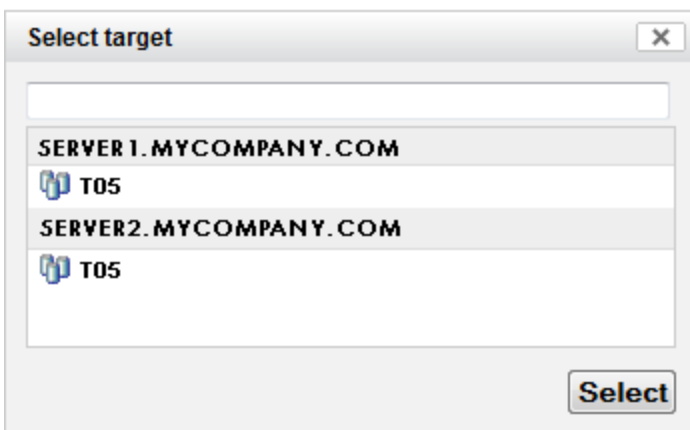 Select target
SERVER1.MYCOMPANY.COM
T05
SERVER2.MYCOMPANY.COM
T05
Select